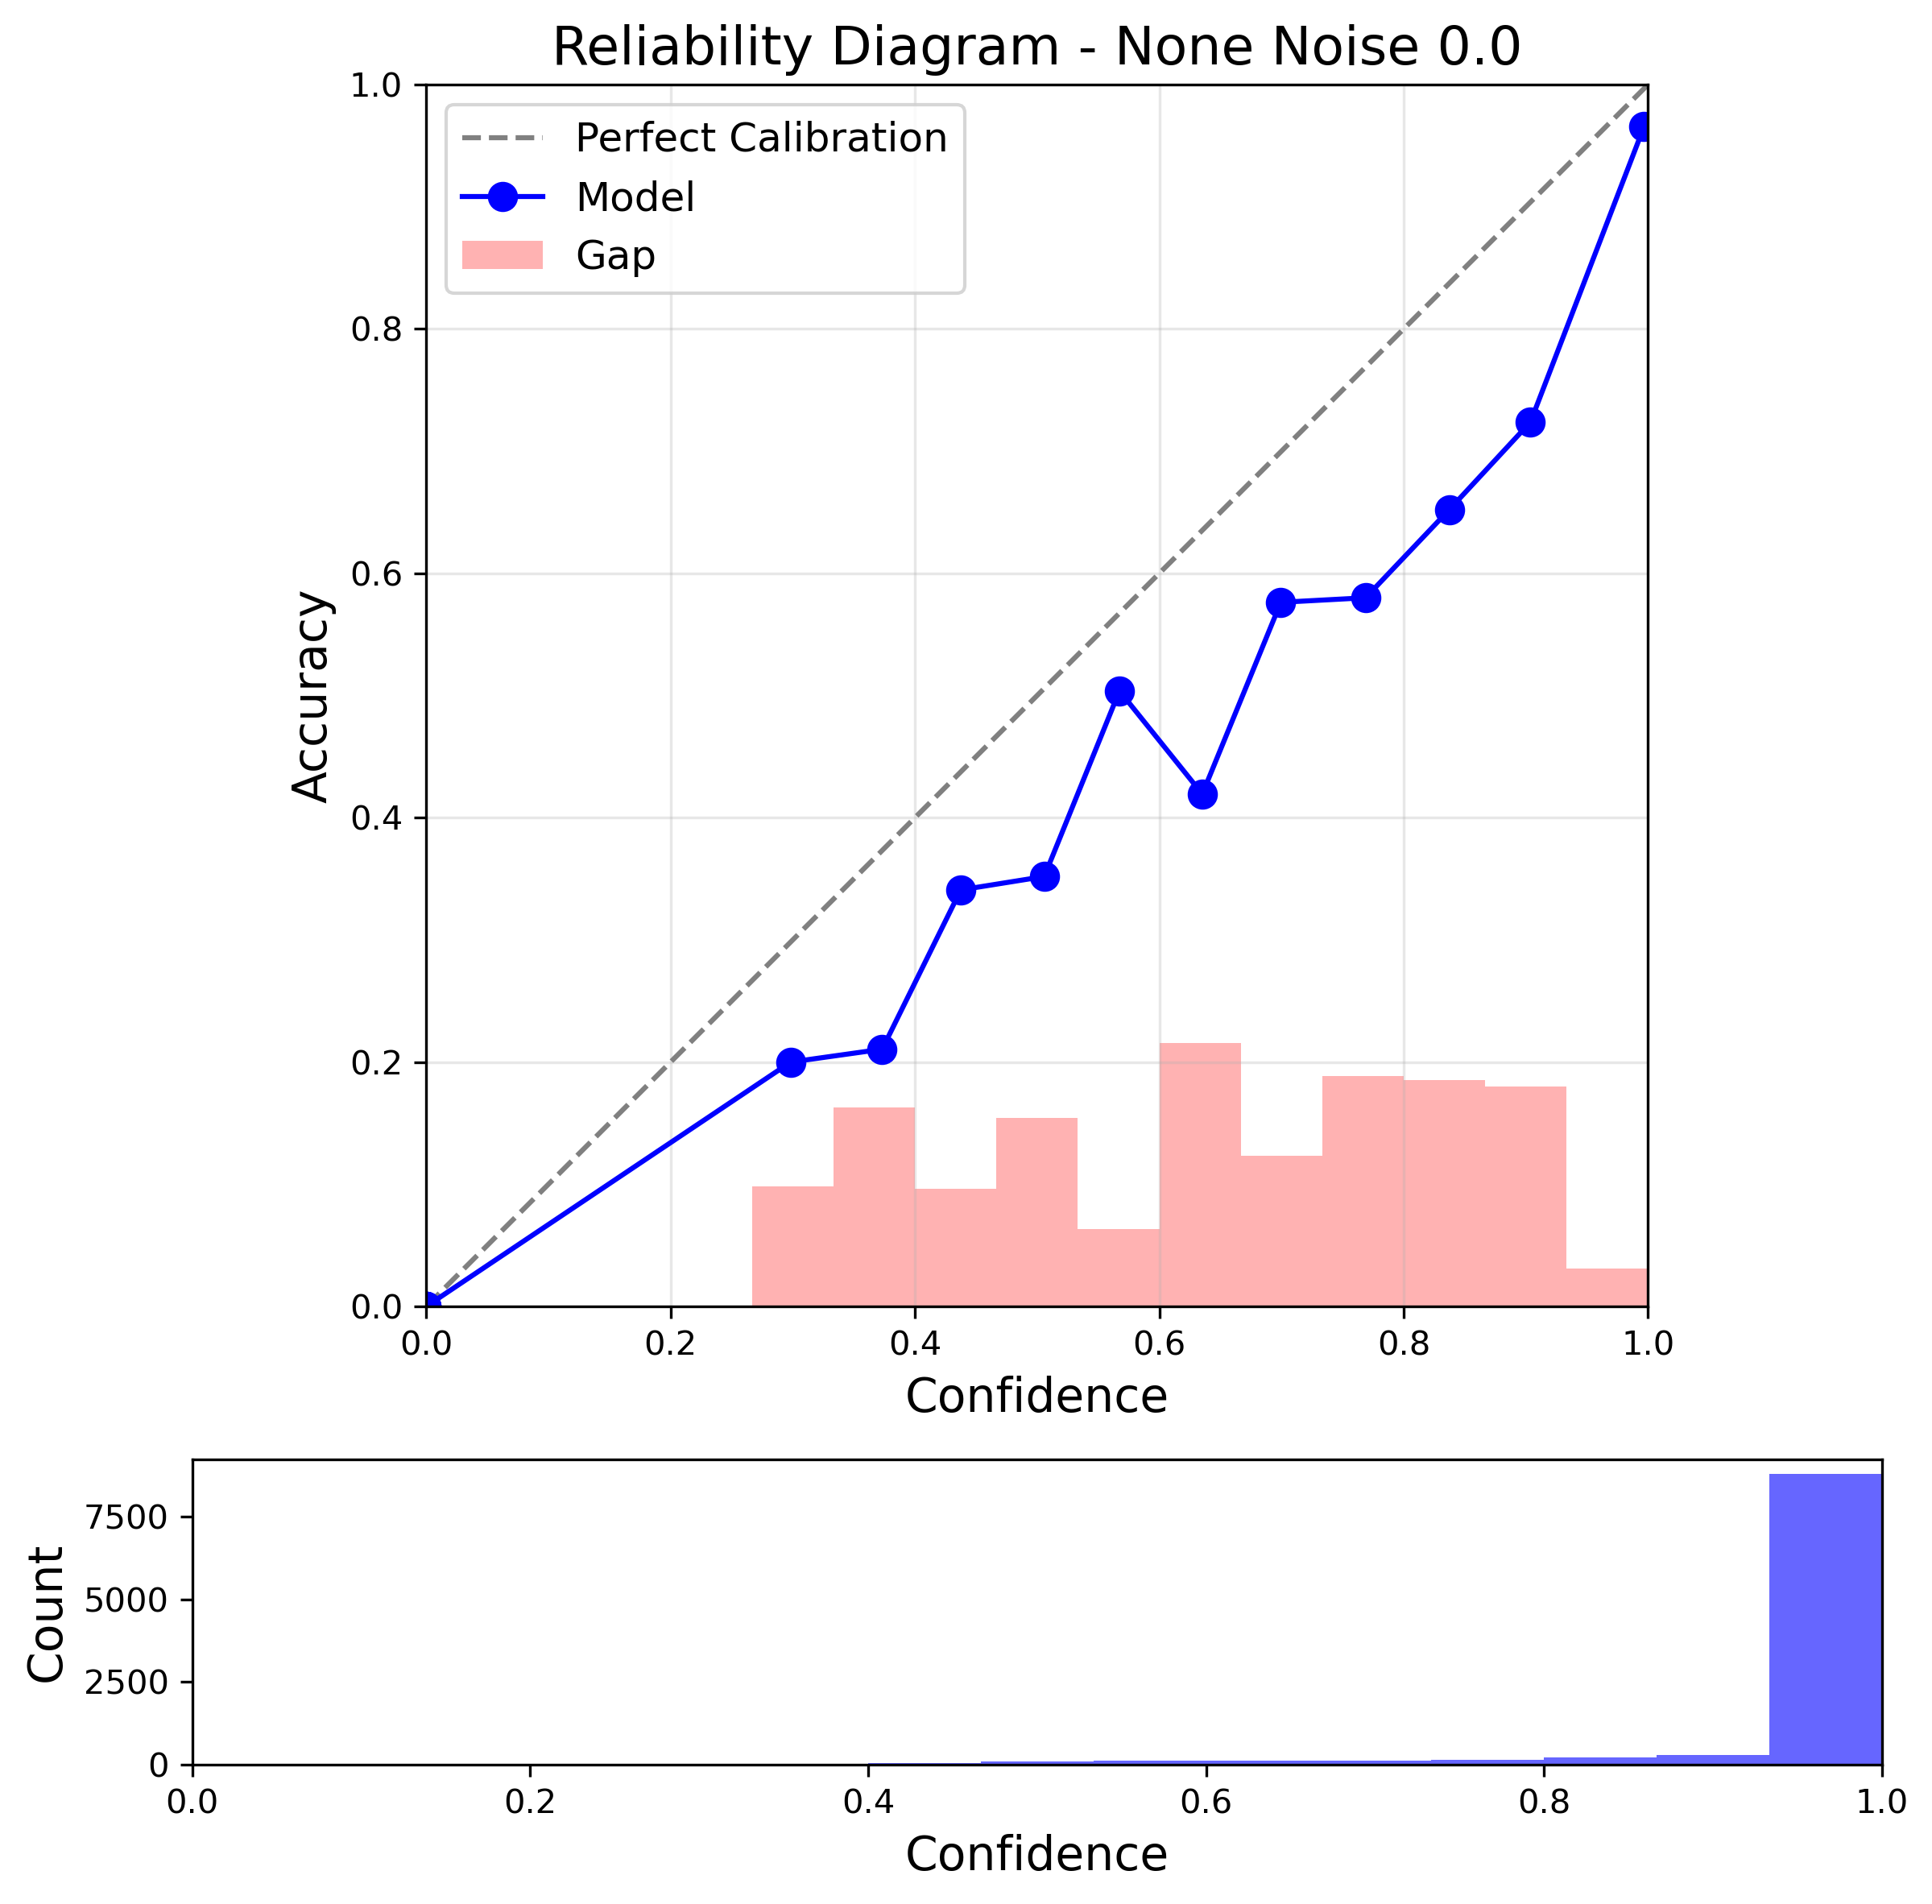 Reliability Diagram - None Noise 0.0
1.0
0.8
0.6
0.4
0.2
0.0
Accuracy
Perfect Calibration
Model
Gap
0.0 0.2 0.4 0.6 0.8 1.0
Confidence
7500
5000
2500
0
Count
0.0 0.2 0.4 0.6 0.8 1.0
Confidence